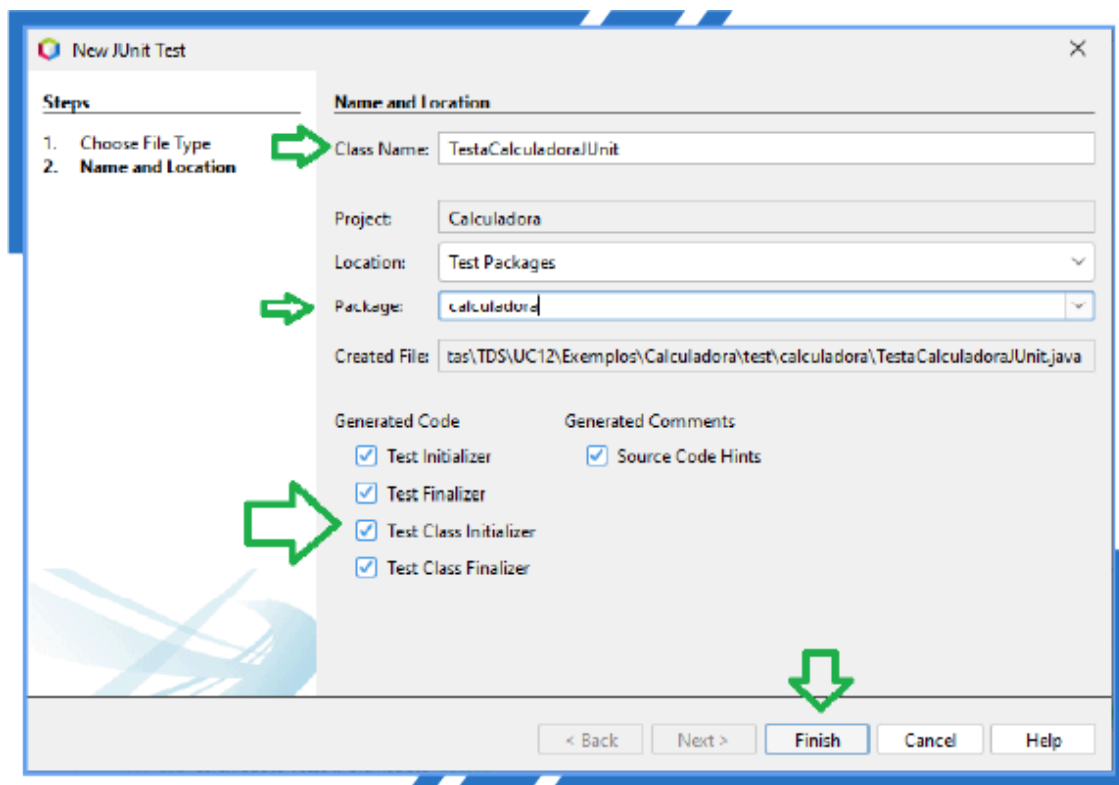 New JUnit Test
Steps
1. Choose File Type
2. Name and Location
Name and Location
Class Name: TestaCalculadoraJUnit
Project: Calculadora
Location: Test Packages
Package: calculadora
Created File: tas\TDS\UC12\Exemplos\Calculadora\test\calculadora\TestaCalculadoraJUnit.java
Generated Code
Test Initializer
Test Finalizer
Test Class Initializer
Test Class Finalizer
Generated Comments
Source Code Hints
< Back Next > Finish Cancel Help